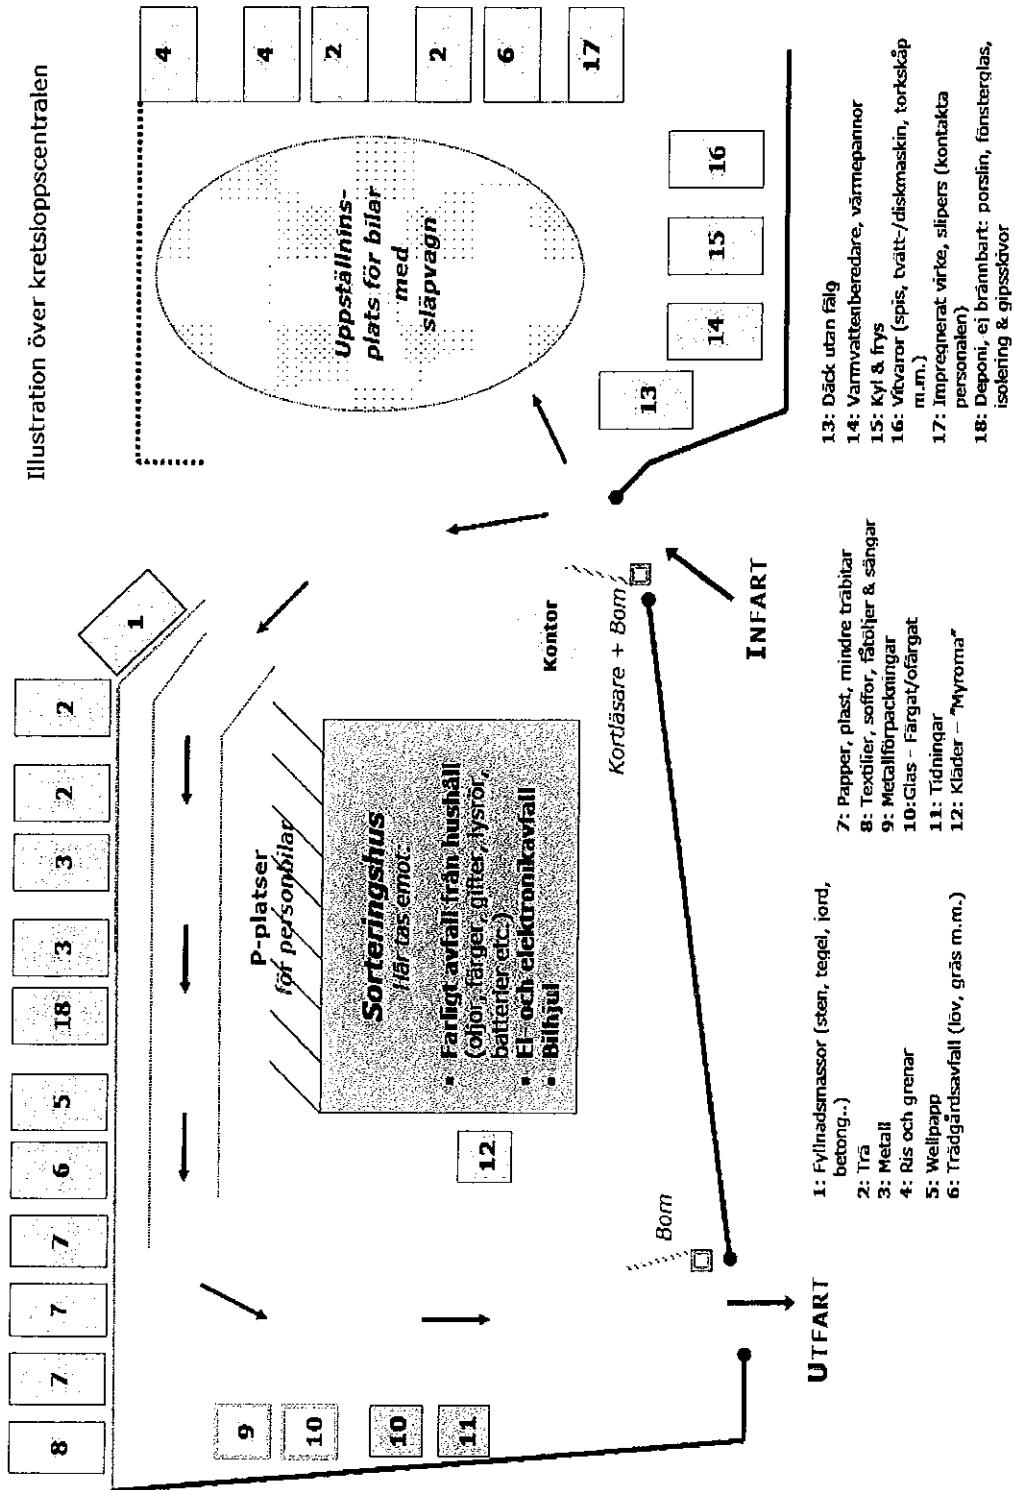 Illustration över kretsloppscentralen
8
7
7
7
6
5
18
3
3
2
2
1
4
4
2
2
6
17
9
10
10
11
P-platser
för personbilar
Sorteringshus
Här tas emot:
• Farligt avfall från hushåll
(oljor, färger, gifter, lysrör,
batterier etc.)
• El- och elektronikavfall
• Bilhjul
12
Kontor
Uppställnins-
plats för bilar
med
släpvagn
13
14
15
16
Bom
Kortläsare + Bom
UTFART
INFART
1: Fyllnadsmassor (sten, tegel, jord,
betong..)
2: Trä
3: Metall
4: Ris och grenar
5: Wellpapp
6: Trädgårdsavfall (löv, gräs m.m.)
7: Papper, plast, mindre träbitar
8: Textilier, soffor, fåtöljer & sängar
9: Metallförpackningar
10:Glas – Färgat/ofärgat
11: Tidningar
12: Kläder – "Myrorna"
13: Däck utan fälg
14: Varmvattenberedare, värmepannor
15: Kyl & frys
16: Vitvaror (spis, tvätt-/diskmaskin, torkskåp
m.m.)
17: Impregnerat virke, slipers (kontakta
personalen)
18: Deponi, ej brännbart: porslin, fönsterglas,
isolering & gipsskivor